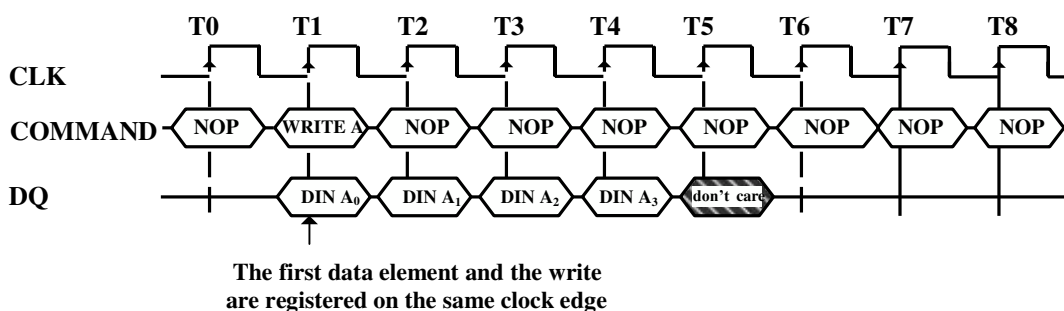 T0 T1 T2 T3 T4 T5 T6 T7 T8
CLK
COMMAND NOP WRITE A NOP NOP NOP NOP NOP NOP NOP
DQ DIN A₀ DIN A₁ DIN A₂ DIN A₃ don't care
The first data element and the write
are registered on the same clock edge